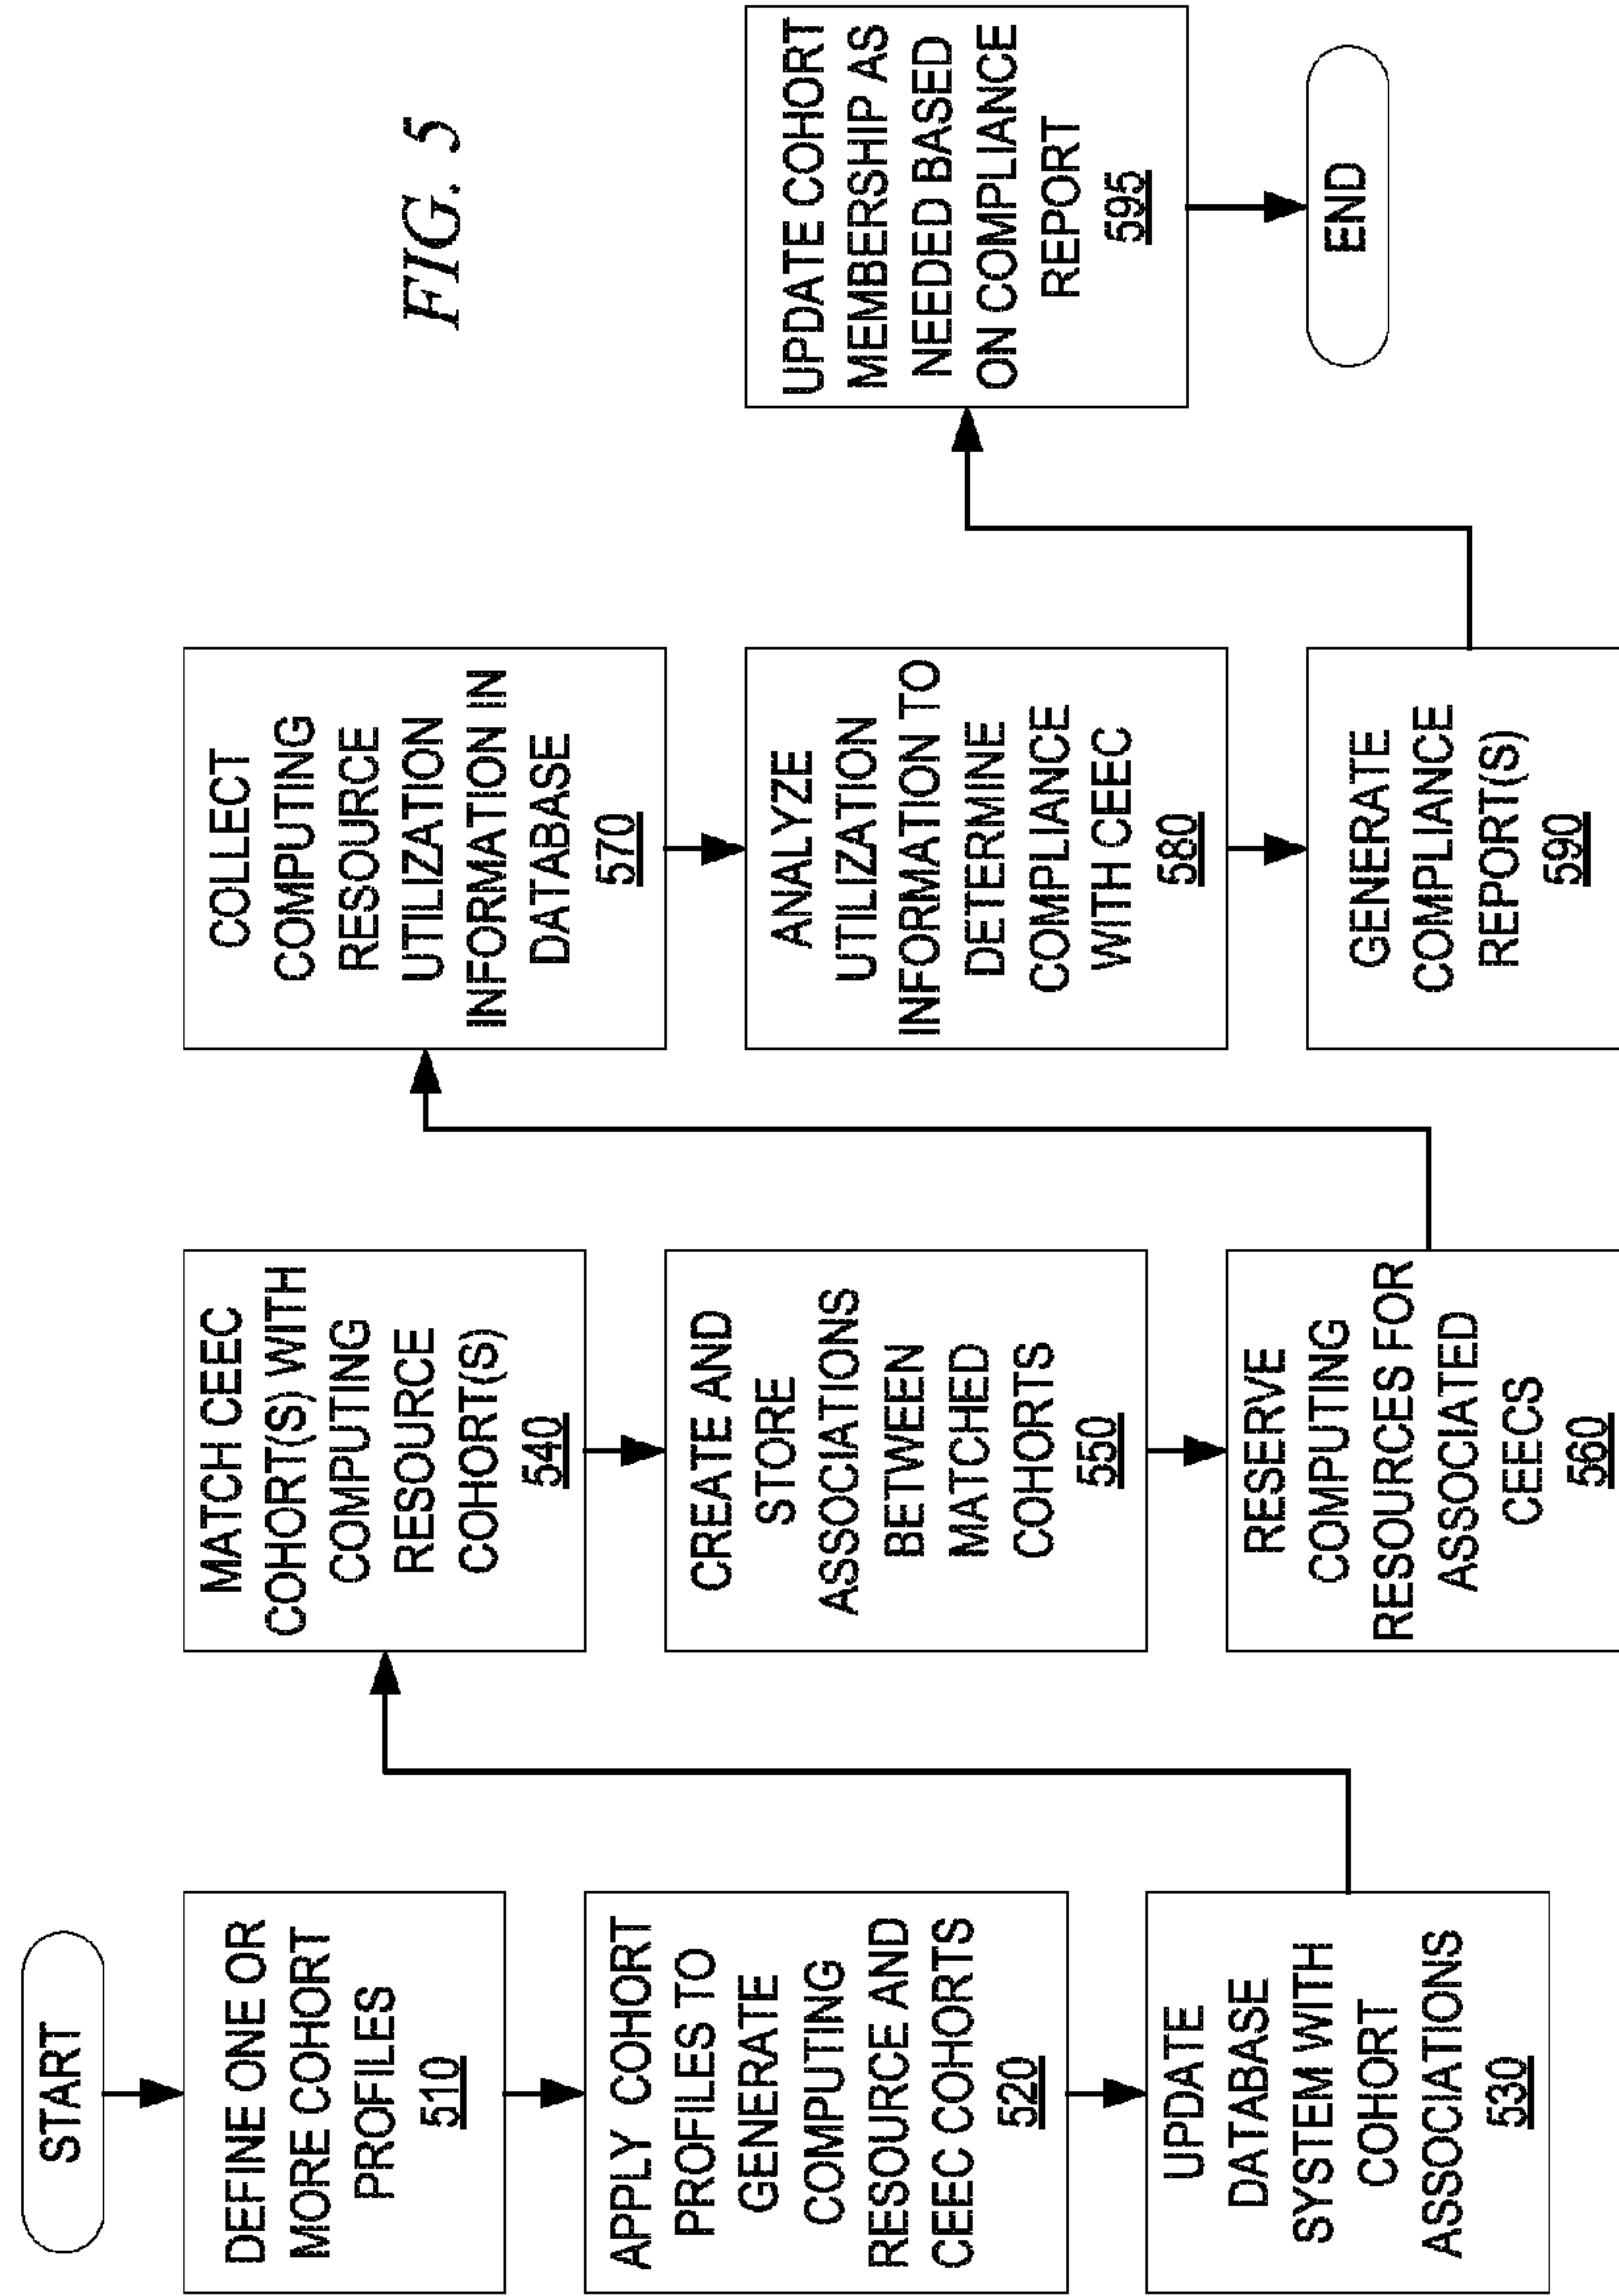 START
DEFINE ONE OR
MORE COHORT
PROFILES
510
APPLY COHORT
PROFILES TO
GENERATE
COMPUTING
RESOURCE AND
CEEC COHORTS
520
UPDATE
DATABASE
SYSTEM WITH
COHORT
ASSOCIATIONS
530
MATCH CEEC
COHORT(S) WITH
COMPUTING
RESOURCE
COHORT(S)
540
CREATE AND
STORE
ASSOCIATIONS
BETWEEN
MATCHED
COHORTS
550
RESERVE
COMPUTING
RESOURCES FOR
ASSOCIATED
CEECS
560
COLLECT
COMPUTING
RESOURCE
UTILIZATION
INFORMATION IN
DATABASE
570
ANALYZE
UTILIZATION
INFORMATION TO
DETERMINE
COMPLIANCE
WITH CEEC
580
GENERATE
COMPLIANCE
REPORT(S)
590
FIG. 5
UPDATE COHORT
MEMBERSHIP AS
NEEDED BASED
ON COMPLIANCE
REPORT
595
END